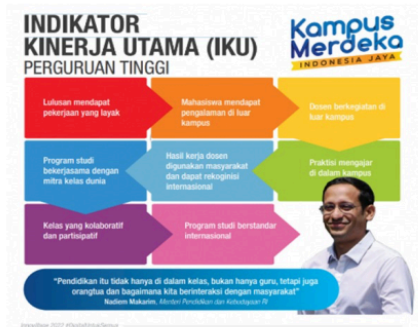 INDIKATOR
KINERJA UTAMA (IKU)
PERGURUAN TINGGI
Kampus
Merdeka
INDONESIA JAYA
Lulusan mendapat
pekerjaan yang layak
Mahasiswa mendapat
pengalaman di luar
kampus
Dosen berkegiatan di
luar kampus
Program studi
bekerjasama dengan
mitra kelas dunia
Hasil kerja dosen
digunakan masyarakat
dan dapat rekoginisi
internasional
Praktisi mengajar
di dalam kampus
Kelas yang kolaboratif
dan partisipatif
Program studi berstandar
internasional
"Pendidikan itu tidak hanya di dalam kelas, bukan hanya guru, tetapi juga
orangtua dan bagaimana kita berinteraksi dengan masyarakat"
Nadiem Makarim, Menteri Pendidikan dan Kebudayaan RI